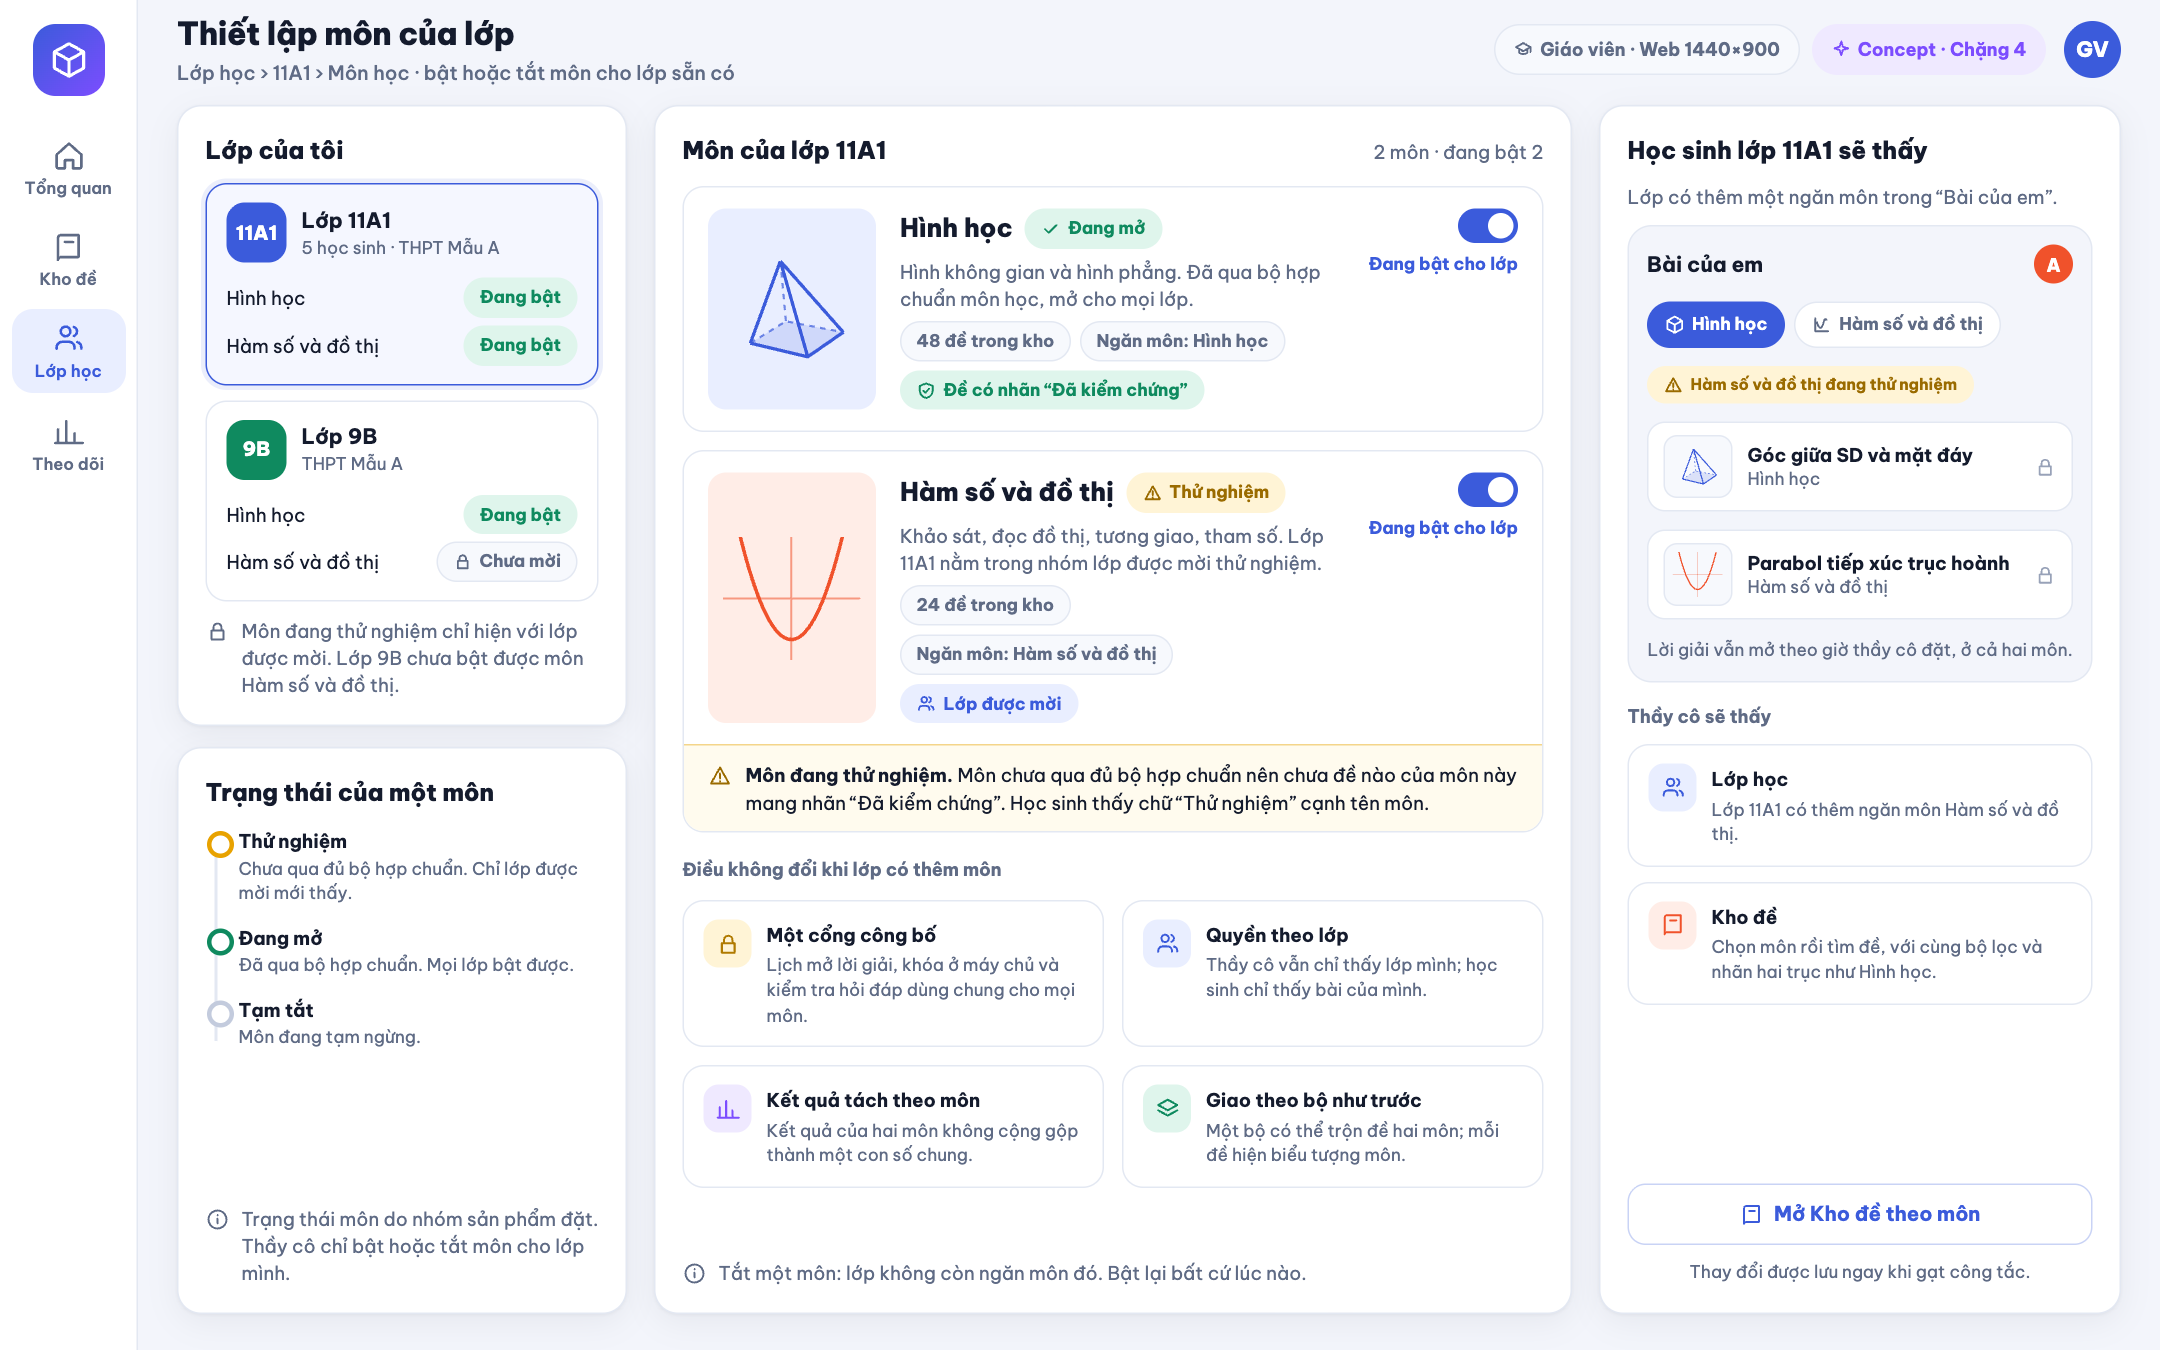 Thiết lập môn của lớp
Lớp học › 11A1 › Môn học · bật hoặc tắt môn cho lớp sẵn có
Giáo viên · Web 1440×900
Concept · Chặng 4
GV
Tổng quan
Kho đề
Lớp học
Theo dõi
Lớp của tôi
11A1
Lớp 11A1
5 học sinh · THPT Mẫu A
Hình học
Đang bật
Hàm số và đồ thị
Đang bật
9B
Lớp 9B
THPT Mẫu A
Hình học
Đang bật
Hàm số và đồ thị
Chưa mời
Môn đang thử nghiệm chỉ hiện với lớp
được mời. Lớp 9B chưa bật được môn
Hàm số và đồ thị.
Trạng thái của một môn
Thử nghiệm
Chưa qua đủ bộ hợp chuẩn. Chỉ lớp được
mời mới thấy.
Đang mở
Đã qua bộ hợp chuẩn. Mọi lớp bật được.
Tạm tắt
Môn đang tạm ngừng.
Trạng thái môn do nhóm sản phẩm đặt.
Thầy cô chỉ bật hoặc tắt môn cho lớp
mình.
Môn của lớp 11A1
2 môn · đang bật 2
Hình học
Đang mở
Đang bật cho lớp
Hình không gian và hình phẳng. Đã qua bộ hợp
chuẩn môn học, mở cho mọi lớp.
48 đề trong kho
Ngăn môn: Hình học
Đề có nhãn “Đã kiểm chứng”
Hàm số và đồ thị
Thử nghiệm
Đang bật cho lớp
Khảo sát, đọc đồ thị, tương giao, tham số. Lớp
11A1 nằm trong nhóm lớp được mời thử nghiệm.
24 đề trong kho
Ngăn môn: Hàm số và đồ thị
Lớp được mời
Môn đang thử nghiệm. Môn chưa qua đủ bộ hợp chuẩn nên chưa đề nào của môn này
mang nhãn “Đã kiểm chứng”. Học sinh thấy chữ “Thử nghiệm” cạnh tên môn.
Điều không đổi khi lớp có thêm môn
Một cổng công bố
Lịch mở lời giải, khóa ở máy chủ và
kiểm tra hỏi đáp dùng chung cho mọi
môn.
Quyền theo lớp
Thầy cô vẫn chỉ thấy lớp mình; học
sinh chỉ thấy bài của mình.
Kết quả tách theo môn
Kết quả của hai môn không cộng gộp
thành một con số chung.
Giao theo bộ như trước
Một bộ có thể trộn đề hai môn; mỗi
đề hiện biểu tượng môn.
Tắt một môn: lớp không còn ngăn môn đó. Bật lại bất cứ lúc nào.
Học sinh lớp 11A1 sẽ thấy
Lớp có thêm một ngăn môn trong “Bài của em”.
Bài của em
A
Hình học
Hàm số và đồ thị
Hàm số và đồ thị đang thử nghiệm
Góc giữa SD và mặt đáy
Hình học
Parabol tiếp xúc trục hoành
Hàm số và đồ thị
Lời giải vẫn mở theo giờ thầy cô đặt, ở cả hai môn.
Thầy cô sẽ thấy
Lớp học
Lớp 11A1 có thêm ngăn môn Hàm số và đồ
thị.
Kho đề
Chọn môn rồi tìm đề, với cùng bộ lọc và
nhãn hai trục như Hình học.
Mở Kho đề theo môn
Thay đổi được lưu ngay khi gạt công tắc.